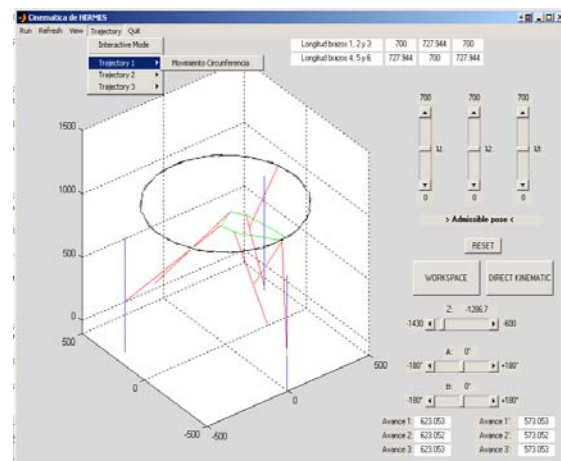 Cinematica de HERMES
Run Refresh View Trajectory Quit
Interactive Mode
Trajectory 1 Movimiento Circunferencia
Trajectory 2
Trajectory 3
Longitud brazos 1, 2 y 3: 700 727.944 700
Longitud brazos 4, 5 y 6: 727.944 700 727.944
700 700 700
λ1: λ2: λ3:
0 0 0
> Admissible pose <
RESET
WORKSPACE DIRECT KINEMATIC
Z: -1286.7
-1430 -600
A: 0°
-180° +180°
B: 0°
-180° +180°
Avance 1: 623.053 Avance 1': 573.053
Avance 2: 623.052 Avance 2': 573.052
Avance 3: 623.053 Avance 3': 573.053
1500
1000
500
0
500
0
-500
-500
0
500